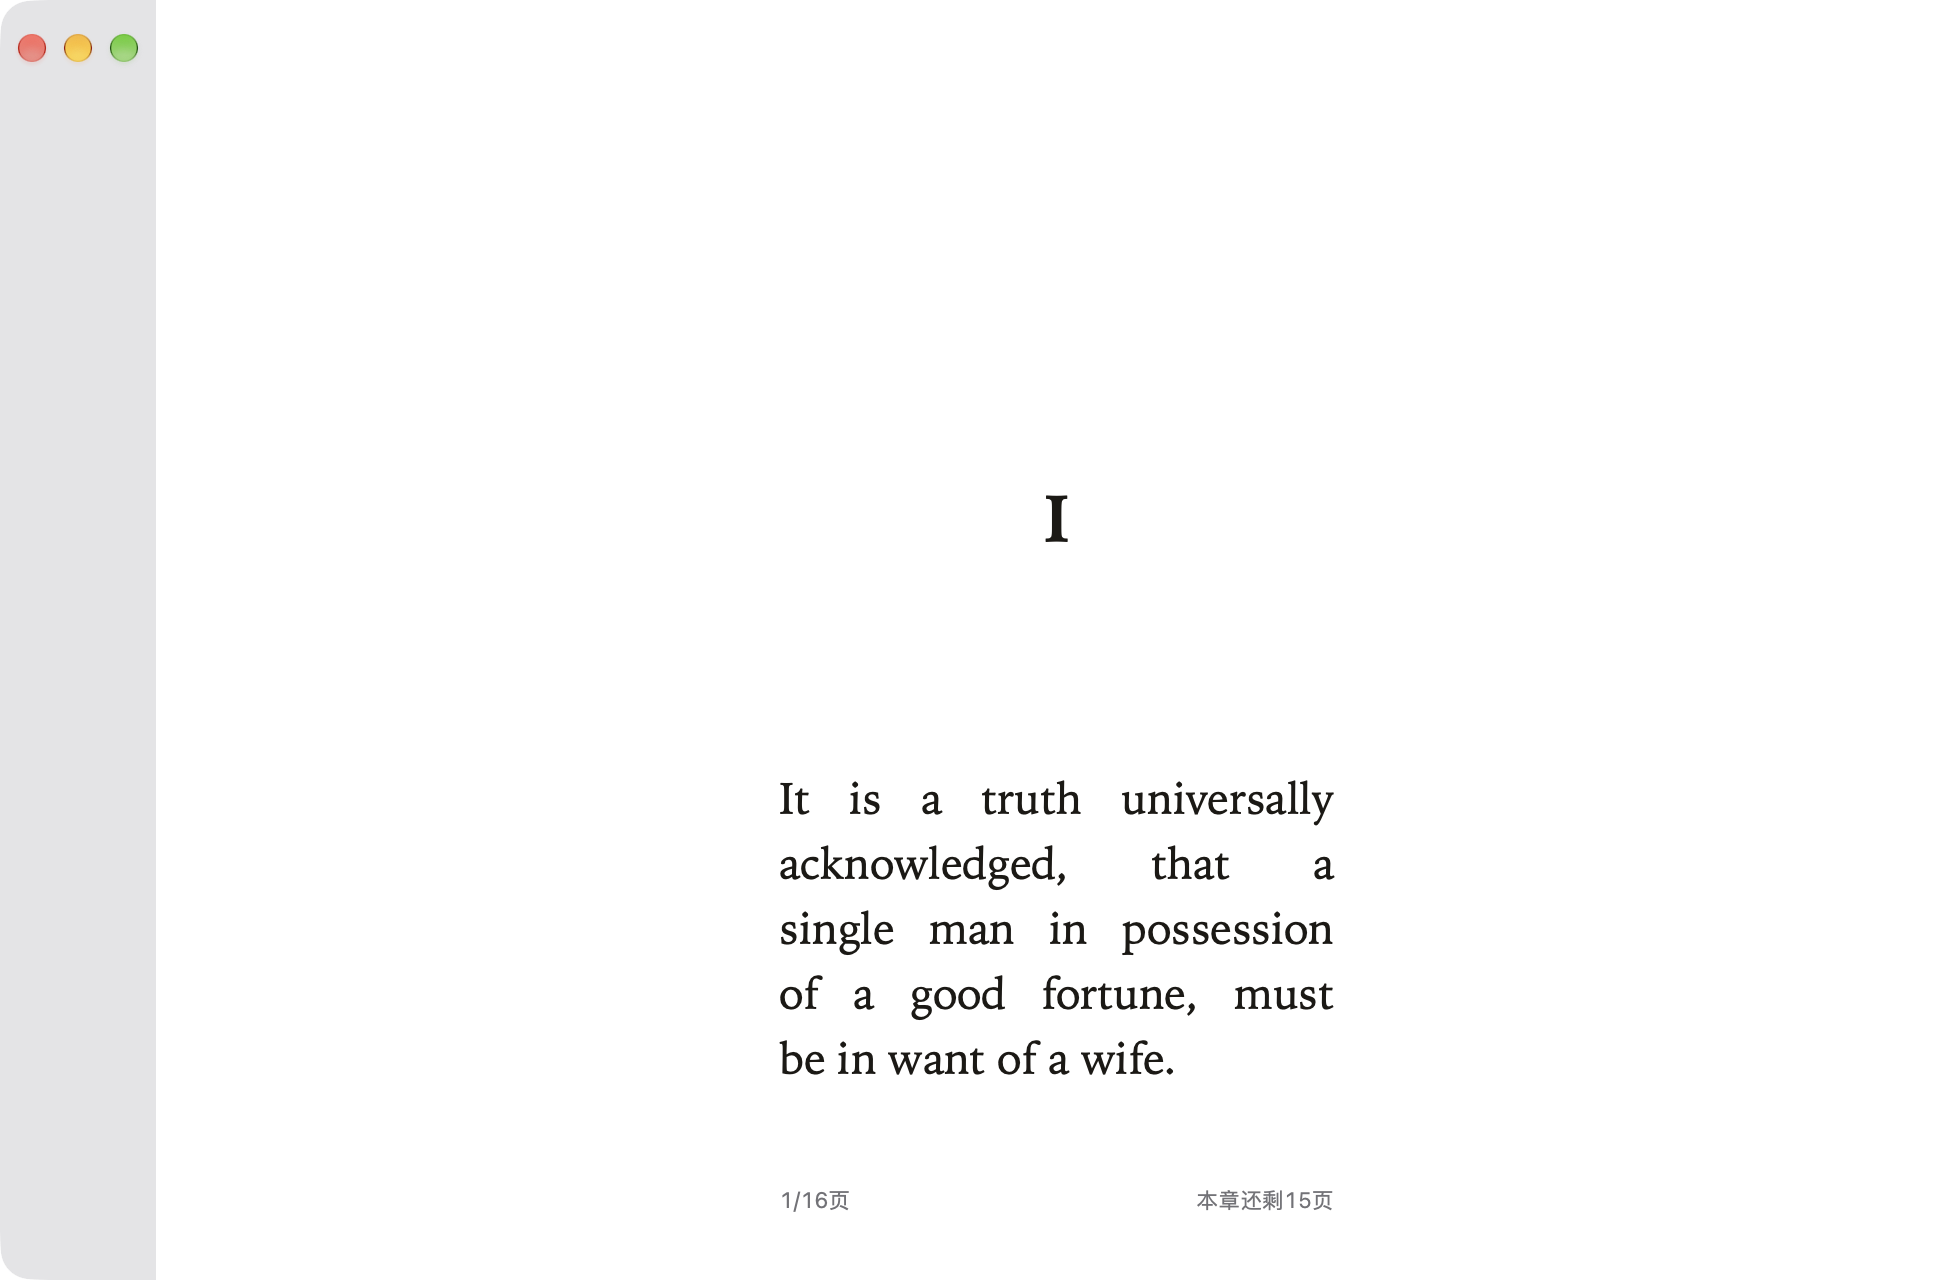 I
It is a truth universally
acknowledged, that a
single man in possession
of a good fortune, must
be in want of a wife.
1/16页
本章还剩15页